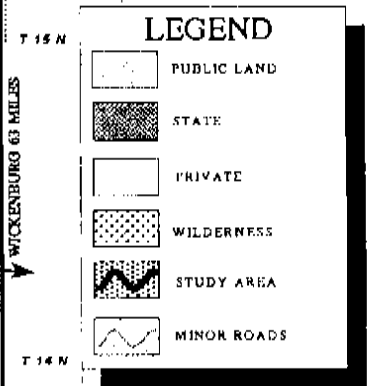 T 15 N
LEGEND
PUBLIC LAND
STATE
PRIVATE
WICKENBURG 63 MILES
WILDERNESS
STUDY AREA
MINOR ROADS
T 14 N